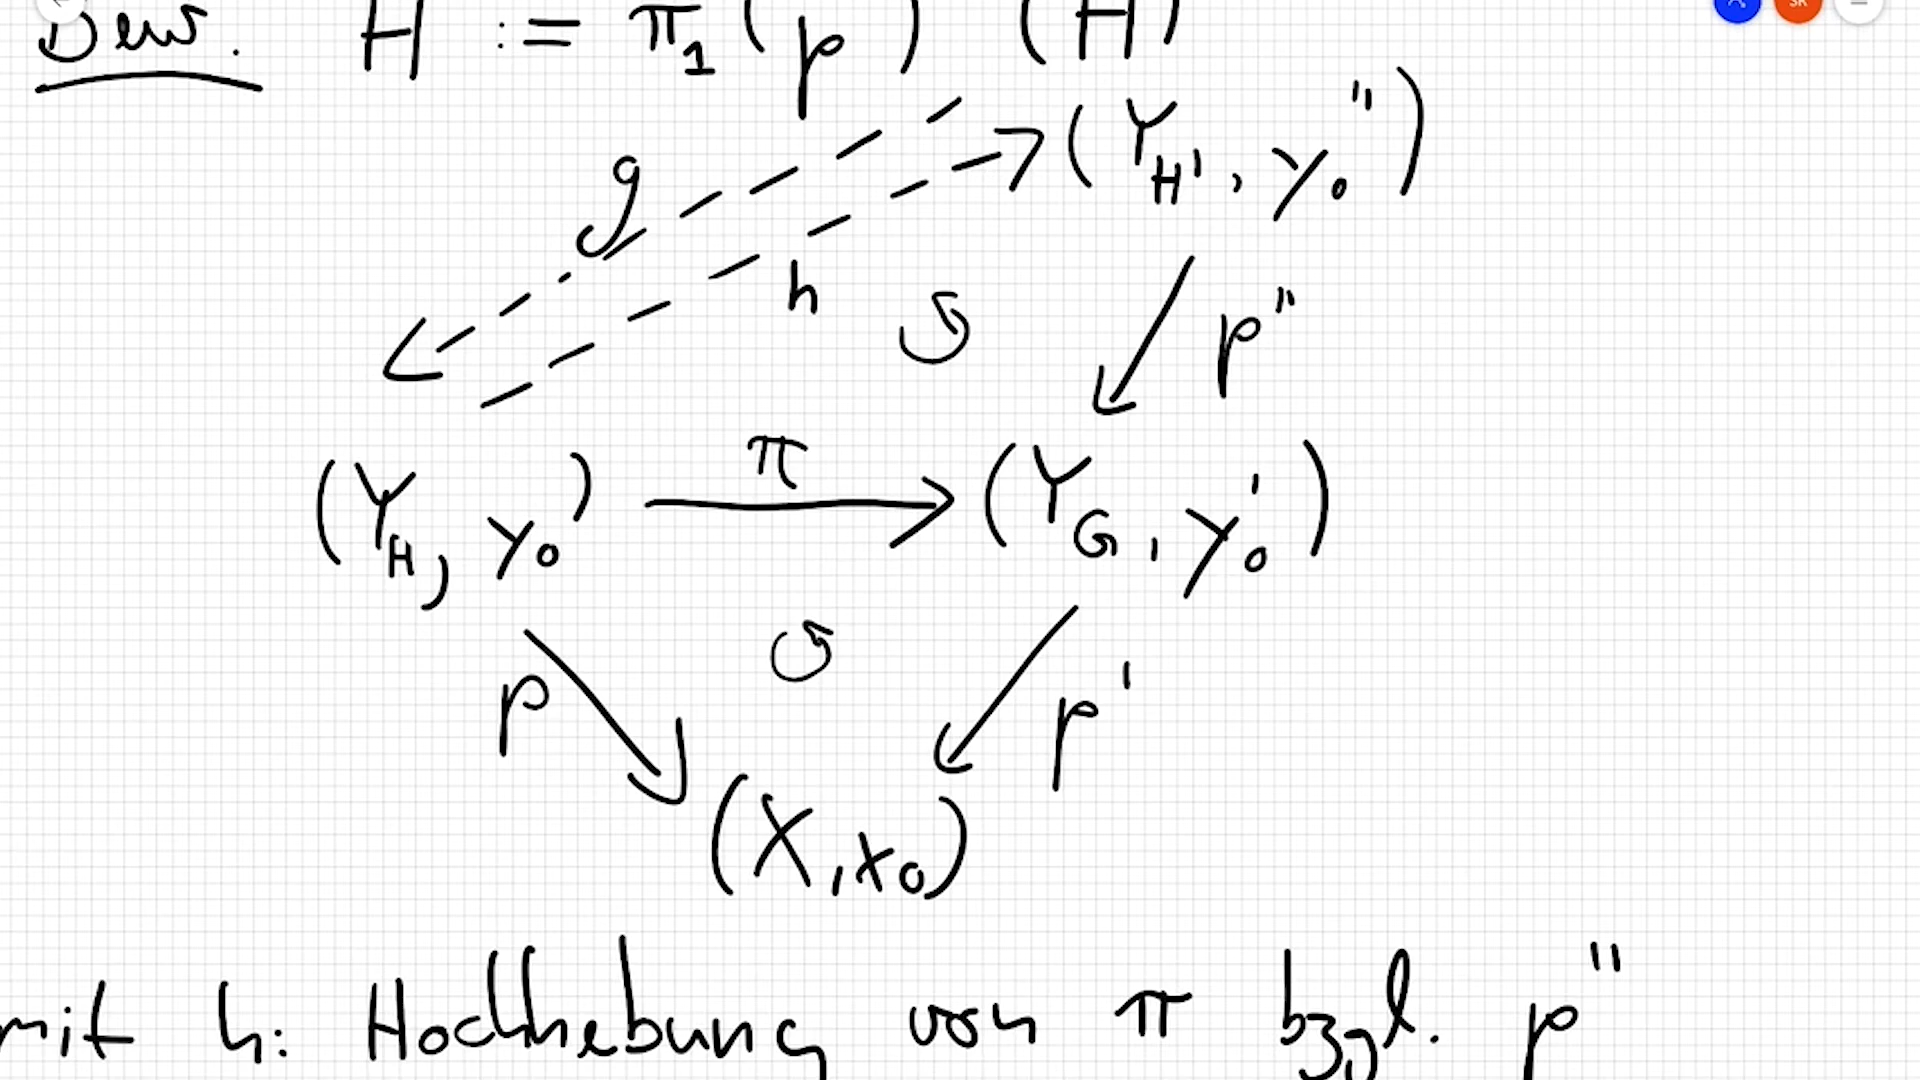 Bew. H := π₁(p) (H)
g (Y_H', y₀'')
h p''
π
(Y_H, y₀) (Y_G, y₀')
p p'
(X, x₀)
mit h: Hochhebung von π bzgl. p''